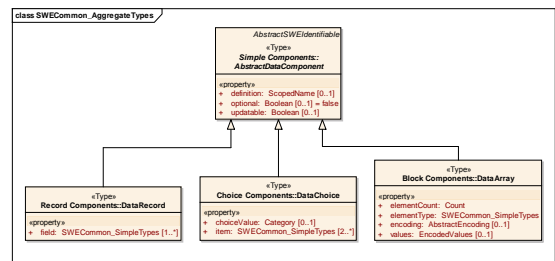 class SWECommon_AggregateTypes
AbstractSWEIdentifiable
«Type»
Simple Components::
AbstractDataComponent
«property»
+ definition: ScopedName [0..1]
+ optional: Boolean [0..1] = false
+ updatable: Boolean [0..1]
«Type»
Record Components::DataRecord
«property»
+ field: SWECommon_SimpleTypes [1..*]
«Type»
Choice Components::DataChoice
«property»
+ choiceValue: Category [0..1]
+ item: SWECommon_SimpleTypes [2..*]
«Type»
Block Components::DataArray
«property»
+ elementCount: Count
+ elementType: SWECommon_SimpleTypes
+ encoding: AbstractEncoding [0..1]
+ values: EncodedValues [0..1]